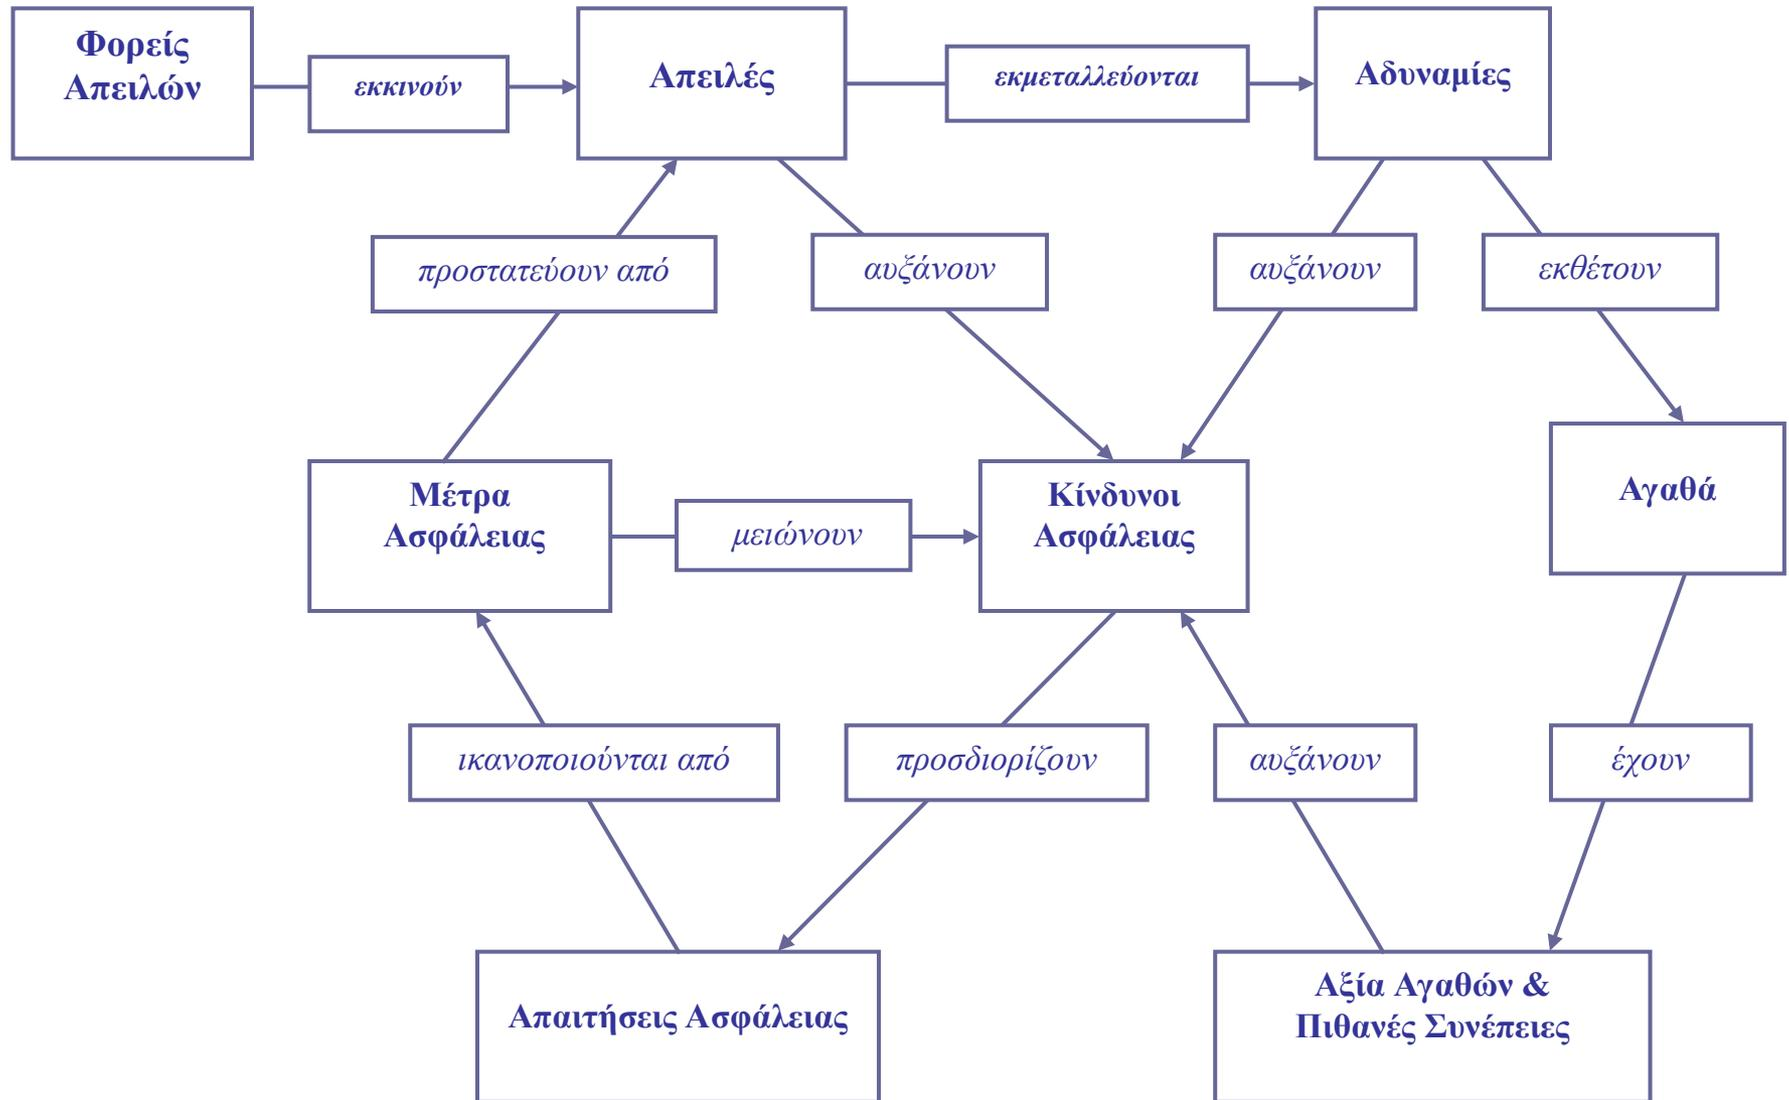 Φορείς
Απειλών
εκκινούν
Απειλές
εκμεταλλεύονται
Αδυναμίες
προστατεύουν από
αυξάνουν
αυξάνουν
εκθέτουν
Μέτρα
Ασφάλειας
μειώνουν
Κίνδυνοι
Ασφάλειας
Αγαθά
ικανοποιούνται από
προσδιορίζουν
αυξάνουν
έχουν
Απαιτήσεις Ασφάλειας
Αξία Αγαθών &
Πιθανές Συνέπειες